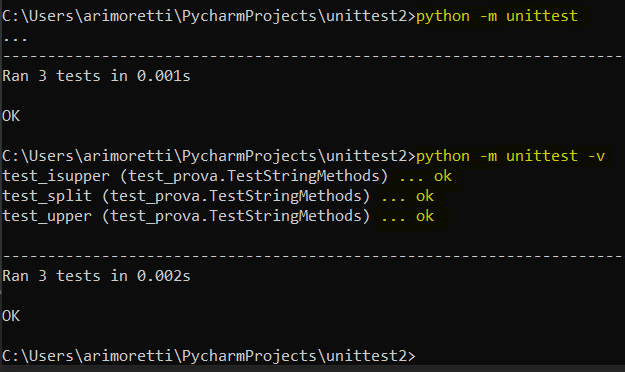 C:\Users\arimoretti\PycharmProjects\unittest2>python -m unittest
...
----------------------------------------------------------------------
Ran 3 tests in 0.001s
OK
C:\Users\arimoretti\PycharmProjects\unittest2>python -m unittest -v
test_isupper (test_prova.TestStringMethods) ... ok
test_split (test_prova.TestStringMethods) ... ok
test_upper (test_prova.TestStringMethods) ... ok
----------------------------------------------------------------------
Ran 3 tests in 0.002s
OK
C:\Users\arimoretti\PycharmProjects\unittest2>